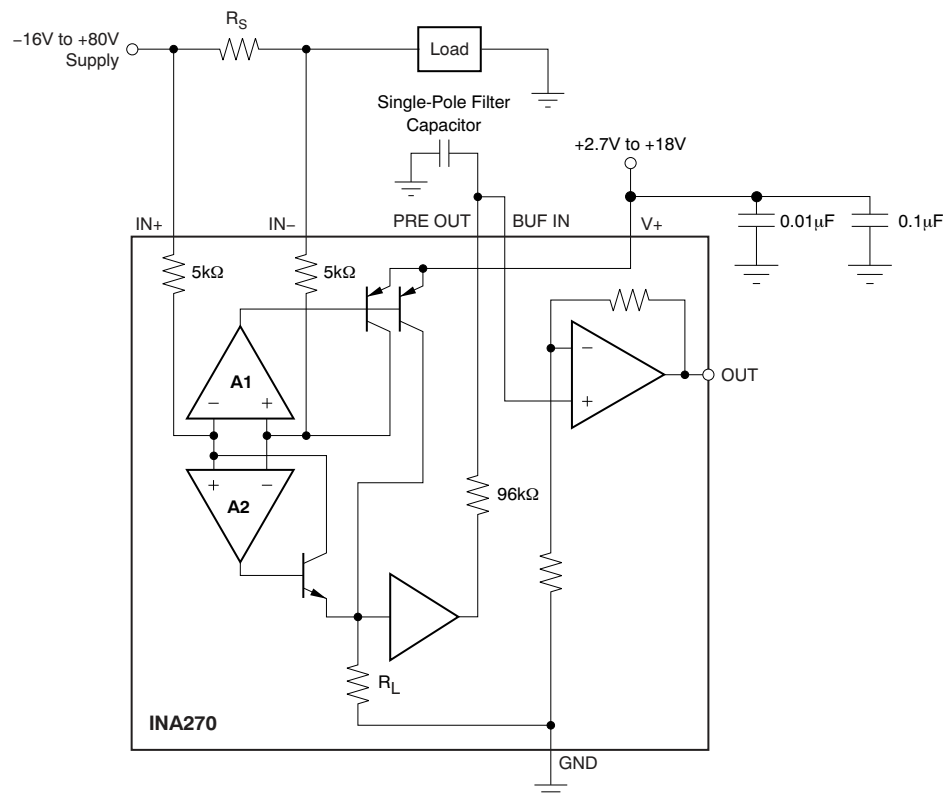 R_S
−16V to +80V
Supply
Load
Single-Pole Filter
Capacitor
+2.7V to +18V
IN+
IN−
PRE OUT
BUF IN
V+
0.01μF
0.1μF
5kΩ
5kΩ
A1
− +
−
+
OUT
+ −
A2
96kΩ
R_L
INA270
GND